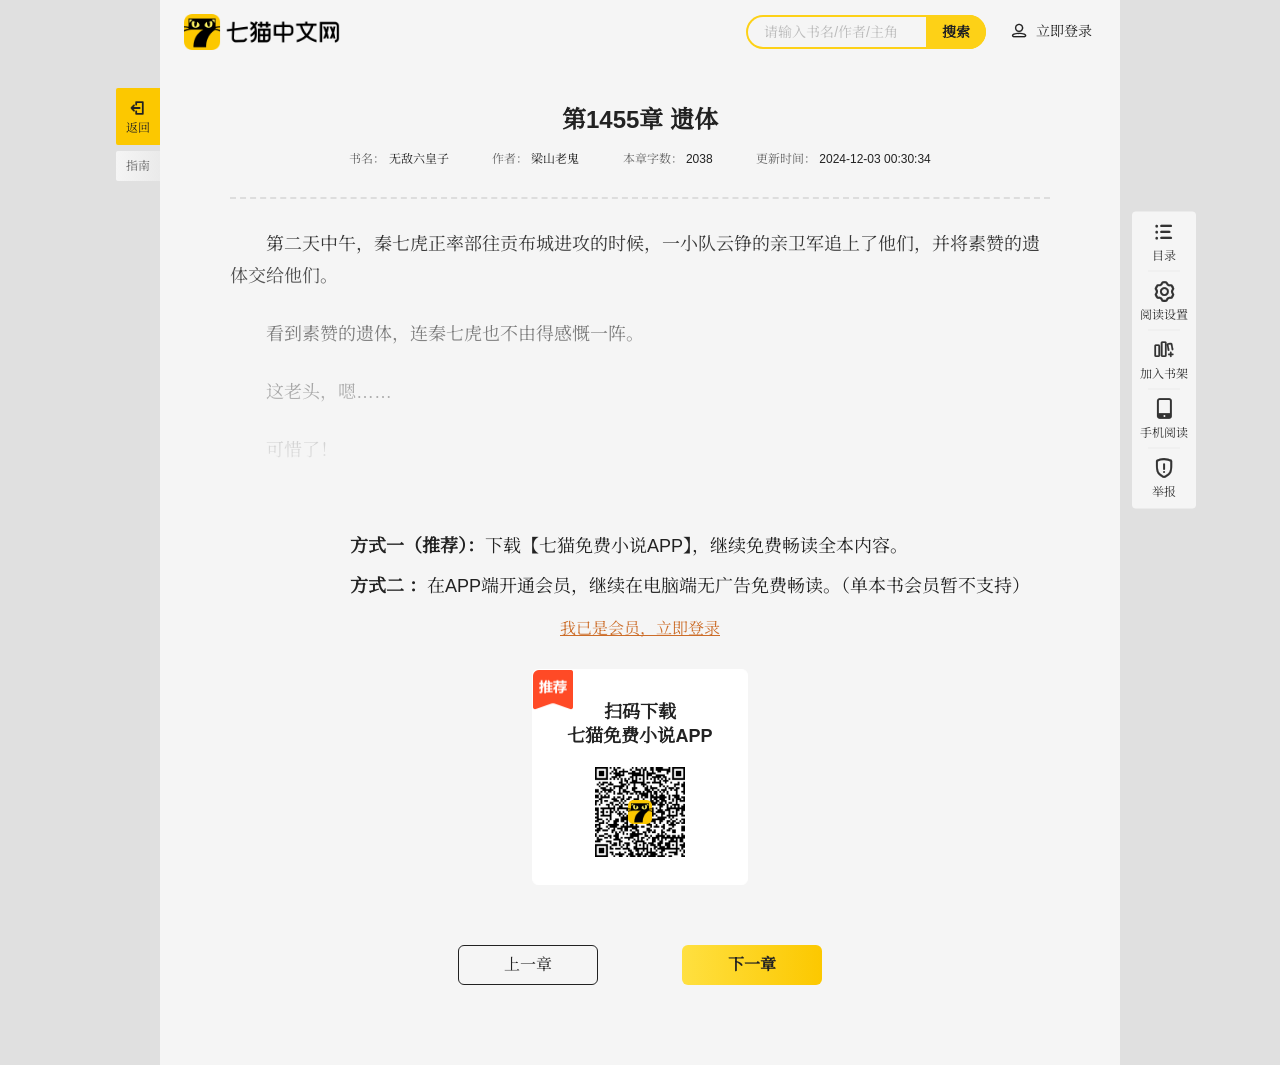 七猫中文网
请输入书名/作者/主角
搜索
立即登录
返回
指南
第1455章 遗体
书名： 无敌六皇子 作者： 梁山老鬼 本章字数： 2038 更新时间： 2024-12-03 00:30:34
第二天中午，秦七虎正率部往贡布城进攻的时候，一小队云铮的亲卫军追上了他们，并将素赞的遗
体交给他们。
看到素赞的遗体，连秦七虎也不由得感慨一阵。
这老头，嗯……
可惜了！
方式一（推荐）：下载【七猫免费小说APP】，继续免费畅读全本内容。
方式二 ： 在APP端开通会员，继续在电脑端无广告免费畅读。（单本书会员暂不支持）
我已是会员，立即登录
推荐
扫码下载
七猫免费小说APP
上一章
下一章
目录
阅读设置
加入书架
手机阅读
举报